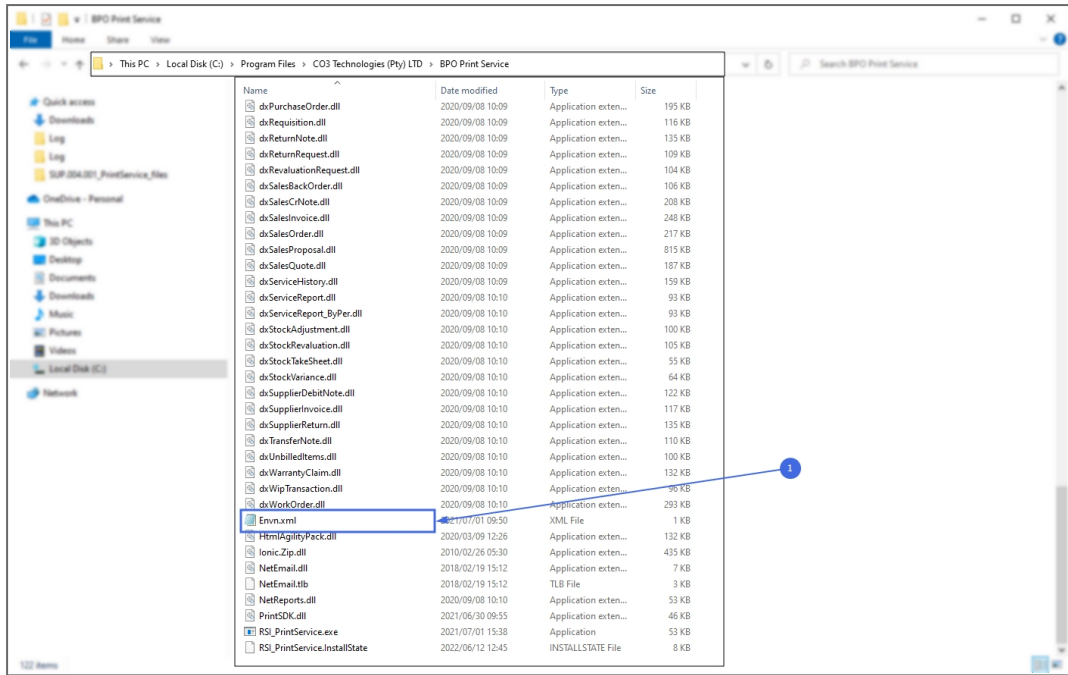 BPO Print Service
File Home Share View
This PC > Local Disk (C:) > Program Files > CO3 Technologies (Pty) LTD > BPO Print Service
Search BPO Print Service
Quick access
Downloads
Log
Log
SUP.004.001_PrintService_files
OneDrive - Personal
This PC
3D Objects
Desktop
Documents
Downloads
Music
Pictures
Videos
Local Disk (C:)
Network
Name Date modified Type Size
dxPurchaseOrder.dll 2020/09/08 10:09 Application exten... 195 KB
dxRequisition.dll 2020/09/08 10:09 Application exten... 116 KB
dxReturnNote.dll 2020/09/08 10:09 Application exten... 135 KB
dxReturnRequest.dll 2020/09/08 10:09 Application exten... 109 KB
dxRevaluationRequest.dll 2020/09/08 10:09 Application exten... 104 KB
dxSalesBackOrder.dll 2020/09/08 10:09 Application exten... 106 KB
dxSalesCrNote.dll 2020/09/08 10:09 Application exten... 208 KB
dxSalesInvoice.dll 2020/09/08 10:09 Application exten... 248 KB
dxSalesOrder.dll 2020/09/08 10:09 Application exten... 217 KB
dxSalesProposal.dll 2020/09/08 10:09 Application exten... 815 KB
dxSalesQuote.dll 2020/09/08 10:09 Application exten... 187 KB
dxServiceHistory.dll 2020/09/08 10:09 Application exten... 159 KB
dxServiceReport.dll 2020/09/08 10:10 Application exten... 93 KB
dxServiceReport_ByPer.dll 2020/09/08 10:10 Application exten... 93 KB
dxStockAdjustment.dll 2020/09/08 10:10 Application exten... 100 KB
dxStockRevaluation.dll 2020/09/08 10:10 Application exten... 105 KB
dxStockTakeSheet.dll 2020/09/08 10:10 Application exten... 55 KB
dxStockVariance.dll 2020/09/08 10:10 Application exten... 64 KB
dxSupplierDebitNote.dll 2020/09/08 10:10 Application exten... 122 KB
dxSupplierInvoice.dll 2020/09/08 10:10 Application exten... 117 KB
dxSupplierReturn.dll 2020/09/08 10:10 Application exten... 135 KB
dxTransferNote.dll 2020/09/08 10:10 Application exten... 110 KB
dxUnbilledItems.dll 2020/09/08 10:10 Application exten... 100 KB
dxWarrantyClaim.dll 2020/09/08 10:10 Application exten... 132 KB
dxWipTransaction.dll 2020/09/08 10:10 Application exten... 96 KB
dxWorkOrder.dll 2020/09/08 10:10 Application exten... 293 KB
Envn.xml 2021/07/01 09:50 XML File 1 KB
HtmlAgilityPack.dll 2020/03/09 12:26 Application exten... 132 KB
Ionic.Zip.dll 2010/02/26 05:30 Application exten... 435 KB
NetEmail.dll 2018/02/19 15:12 Application exten... 7 KB
NetEmail.tlb 2018/02/19 15:12 TLB File 3 KB
NetReports.dll 2020/09/08 10:10 Application exten... 53 KB
PrintSDK.dll 2021/06/30 09:55 Application exten... 46 KB
RSI_PrintService.exe 2021/07/01 15:38 Application 53 KB
RSI_PrintService.InstallState 2022/06/12 12:45 INSTALLSTATE File 8 KB
1
122 items